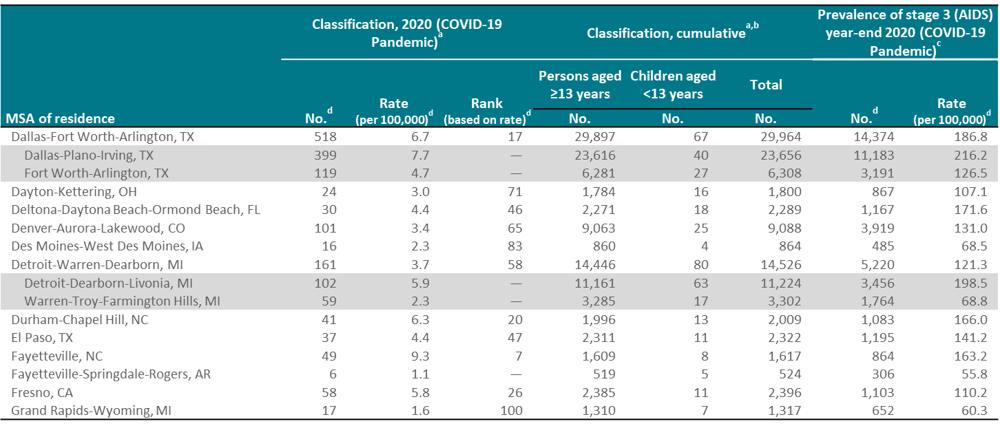 Classification, 2020 (COVID-19 Pandemic)a
Classification, cumulativea,b
Prevalence of stage 3 (AIDS) year-end 2020 (COVID-19 Pandemic)c
Persons aged ≥13 years
Children aged <13 years
Total
MSA of residence No.d Rate (per 100,000)d Rank (based on rate)d No. No. No. No.d Rate (per 100,000)d
Dallas-Fort Worth-Arlington, TX 518 6.7 17 29,897 67 29,964 14,374 186.8
Dallas-Plano-Irving, TX 399 7.7 — 23,616 40 23,656 11,183 216.2
Fort Worth-Arlington, TX 119 4.7 — 6,281 27 6,308 3,191 126.5
Dayton-Kettering, OH 24 3.0 71 1,784 16 1,800 867 107.1
Deltona-Daytona Beach-Ormond Beach, FL 30 4.4 46 2,271 18 2,289 1,167 171.6
Denver-Aurora-Lakewood, CO 101 3.4 65 9,063 25 9,088 3,919 131.0
Des Moines-West Des Moines, IA 16 2.3 83 860 4 864 485 68.5
Detroit-Warren-Dearborn, MI 161 3.7 58 14,446 80 14,526 5,220 121.3
Detroit-Dearborn-Livonia, MI 102 5.9 — 11,161 63 11,224 3,456 198.5
Warren-Troy-Farmington Hills, MI 59 2.3 — 3,285 17 3,302 1,764 68.8
Durham-Chapel Hill, NC 41 6.3 20 1,996 13 2,009 1,083 166.0
El Paso, TX 37 4.4 47 2,311 11 2,322 1,195 141.2
Fayetteville, NC 49 9.3 7 1,609 8 1,617 864 163.2
Fayetteville-Springdale-Rogers, AR 6 1.1 — 519 5 524 306 55.8
Fresno, CA 58 5.8 26 2,385 11 2,396 1,103 110.2
Grand Rapids-Wyoming, MI 17 1.6 100 1,310 7 1,317 652 60.3